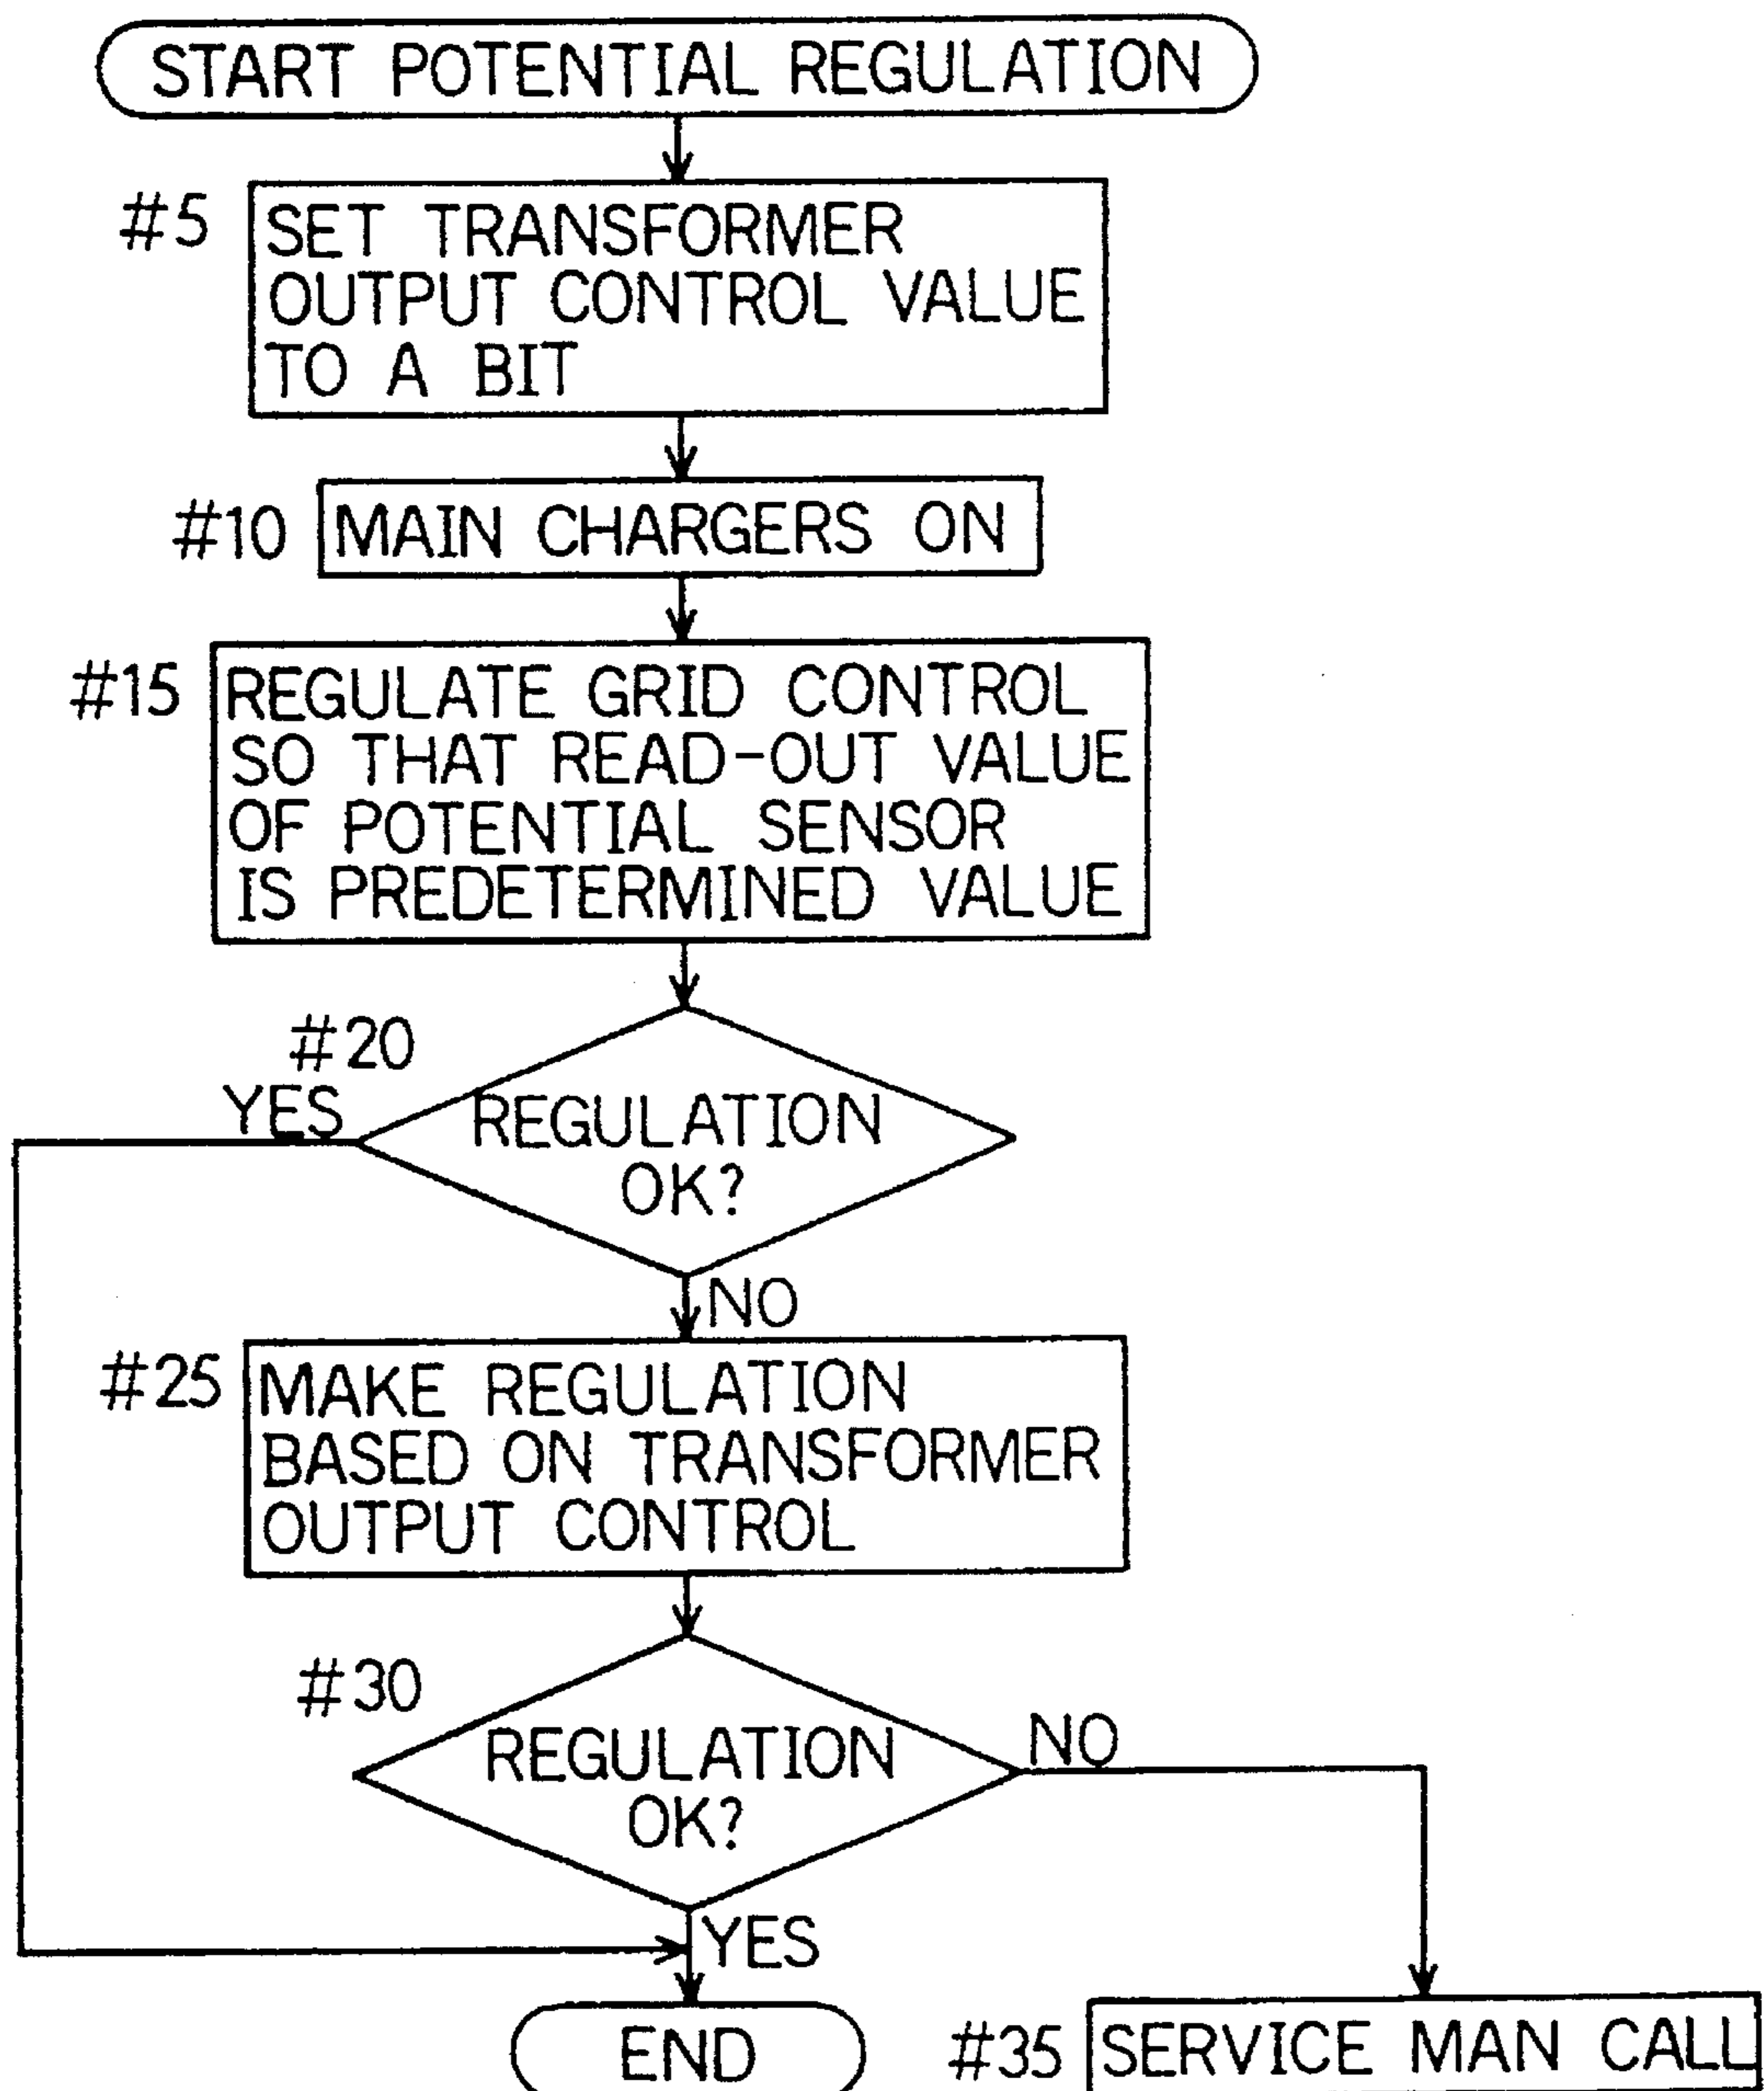 START POTENTIAL REGULATION
#5
SET TRANSFORMER
OUTPUT CONTROL VALUE
TO A BIT
#10
MAIN CHARGERS ON
#15
REGULATE GRID CONTROL
SO THAT READ-OUT VALUE
OF POTENTIAL SENSOR
IS PREDETERMINED VALUE
#20
YES
REGULATION
OK?
NO
#25
MAKE REGULATION
BASED ON TRANSFORMER
OUTPUT CONTROL
#30
REGULATION
OK?
NO
YES
END
#35
SERVICE MAN CALL